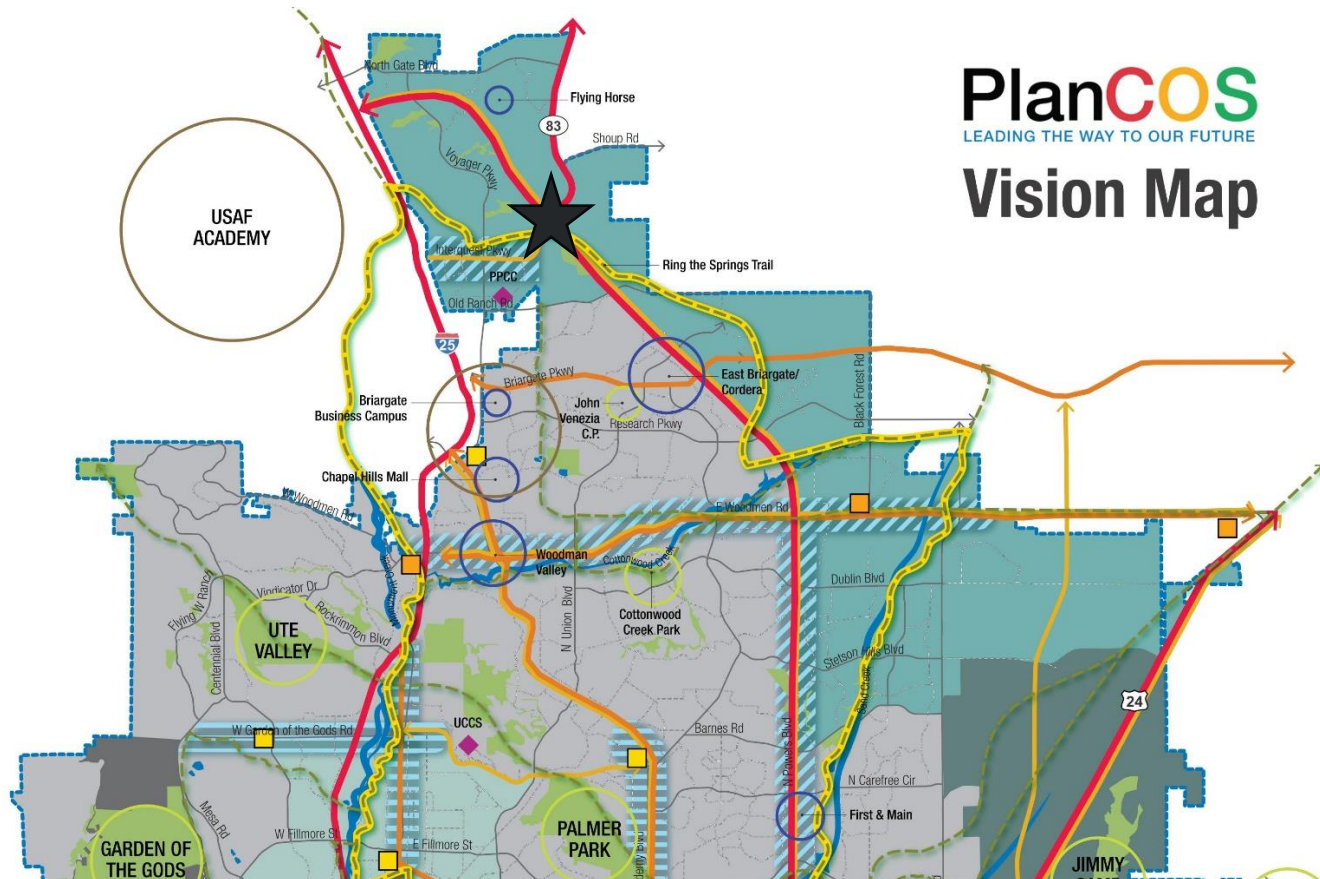 PlanCOS
LEADING THE WAY TO OUR FUTURE
Vision Map
North Gate Blvd
Flying Horse
83
Shoup Rd
Voyager Pkwy
USAF
ACADEMY
Interquest Pkwy
Ring the Springs Trail
PPCC
Old Ranch Rd
25
Briargate Pkwy
East Briargate/
Cordera
Black Forest Rd
Briargate
Business Campus
John
Venezia
C.P.
Research Pkwy
Chapel Hills Mall
W Woodmen Rd
E Woodmen Rd
Woodman
Valley
Cottonwood Creek
Dublin Blvd
Flying W Ranch
Vindicator Dr
Rockrimmon Blvd
N Union Blvd
Cottonwood
Creek Park
UTE
VALLEY
Centennial Blvd
Stetson Hills Blvd
Sand Creek
24
UCCS
W Garden of the Gods Rd
Barnes Rd
N Powers Blvd
N Carefree Cir
Mesa Rd
First & Main
W Fillmore St
E Fillmore St
PALMER
PARK
GARDEN OF
THE GODS
JIMMY